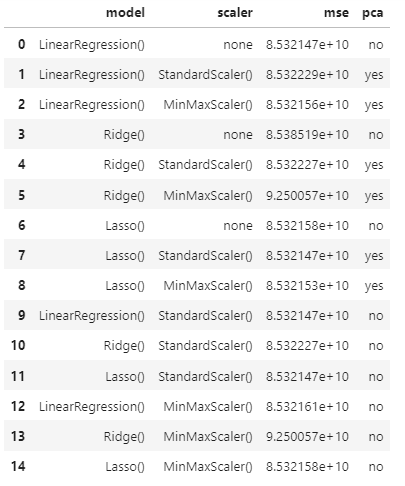 model scaler mse pca
0 LinearRegression() none 8.532147e+10 no
1 LinearRegression() StandardScaler() 8.532229e+10 yes
2 LinearRegression() MinMaxScaler() 8.532156e+10 yes
3 Ridge() none 8.538519e+10 no
4 Ridge() StandardScaler() 8.532227e+10 yes
5 Ridge() MinMaxScaler() 9.250057e+10 yes
6 Lasso() none 8.532158e+10 no
7 Lasso() StandardScaler() 8.532147e+10 yes
8 Lasso() MinMaxScaler() 8.532153e+10 yes
9 LinearRegression() StandardScaler() 8.532147e+10 no
10 Ridge() StandardScaler() 8.532227e+10 no
11 Lasso() StandardScaler() 8.532147e+10 no
12 LinearRegression() MinMaxScaler() 8.532161e+10 no
13 Ridge() MinMaxScaler() 9.250057e+10 no
14 Lasso() MinMaxScaler() 8.532158e+10 no